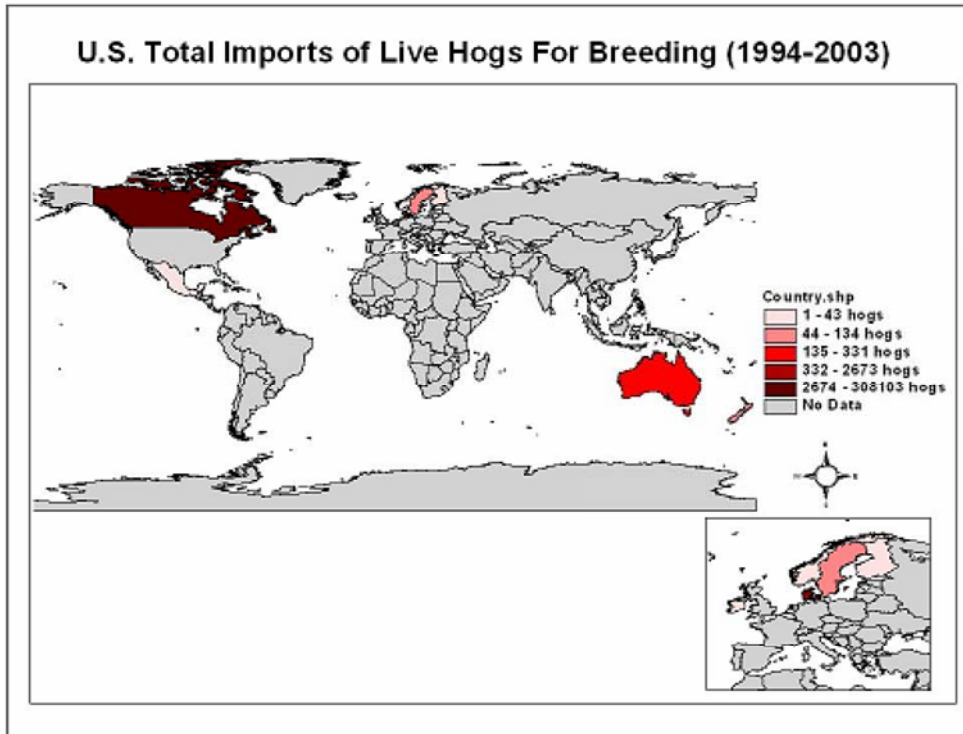 U.S. Total Imports of Live Hogs For Breeding (1994-2003)
Country.shp
1 - 43 hogs
44 - 134 hogs
135 - 331 hogs
332 - 2673 hogs
2674 - 308103 hogs
No Data